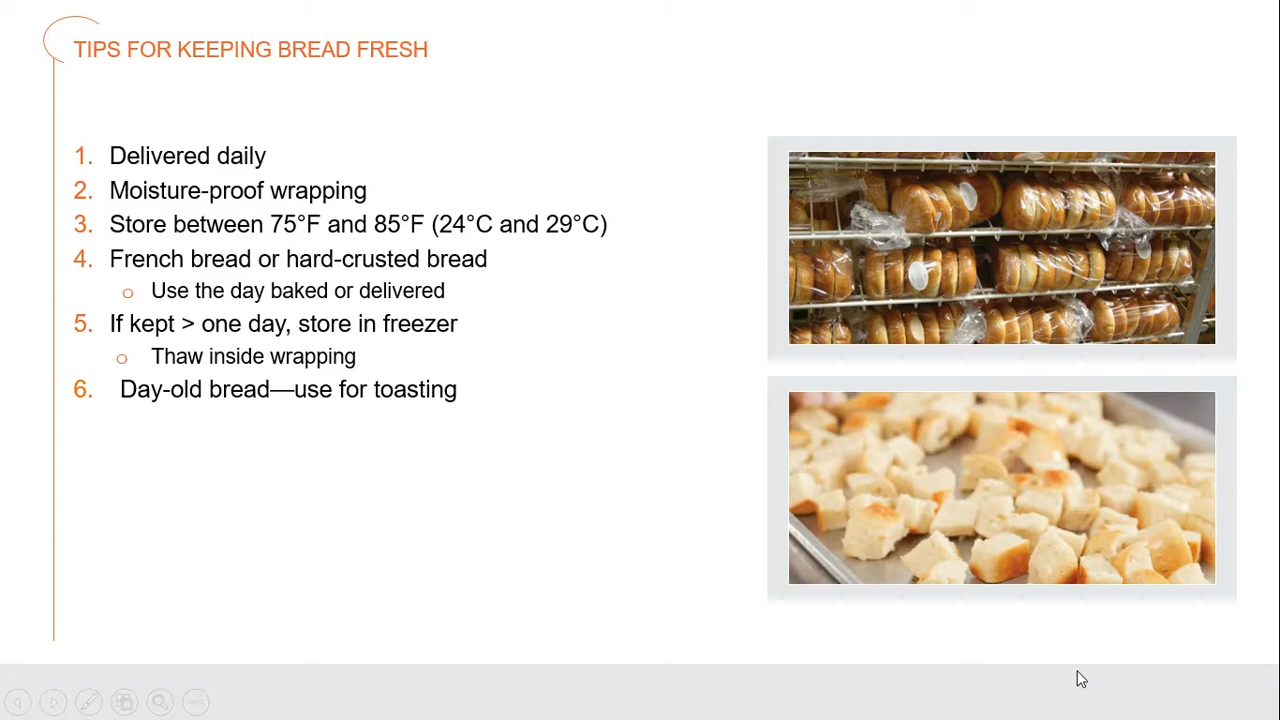 TIPS FOR KEEPING BREAD FRESH
1. Delivered daily
2. Moisture-proof wrapping
3. Store between 75°F and 85°F (24°C and 29°C)
4. French bread or hard-crusted bread
o Use the day baked or delivered
5. If kept > one day, store in freezer
o Thaw inside wrapping
6. Day-old bread—use for toasting